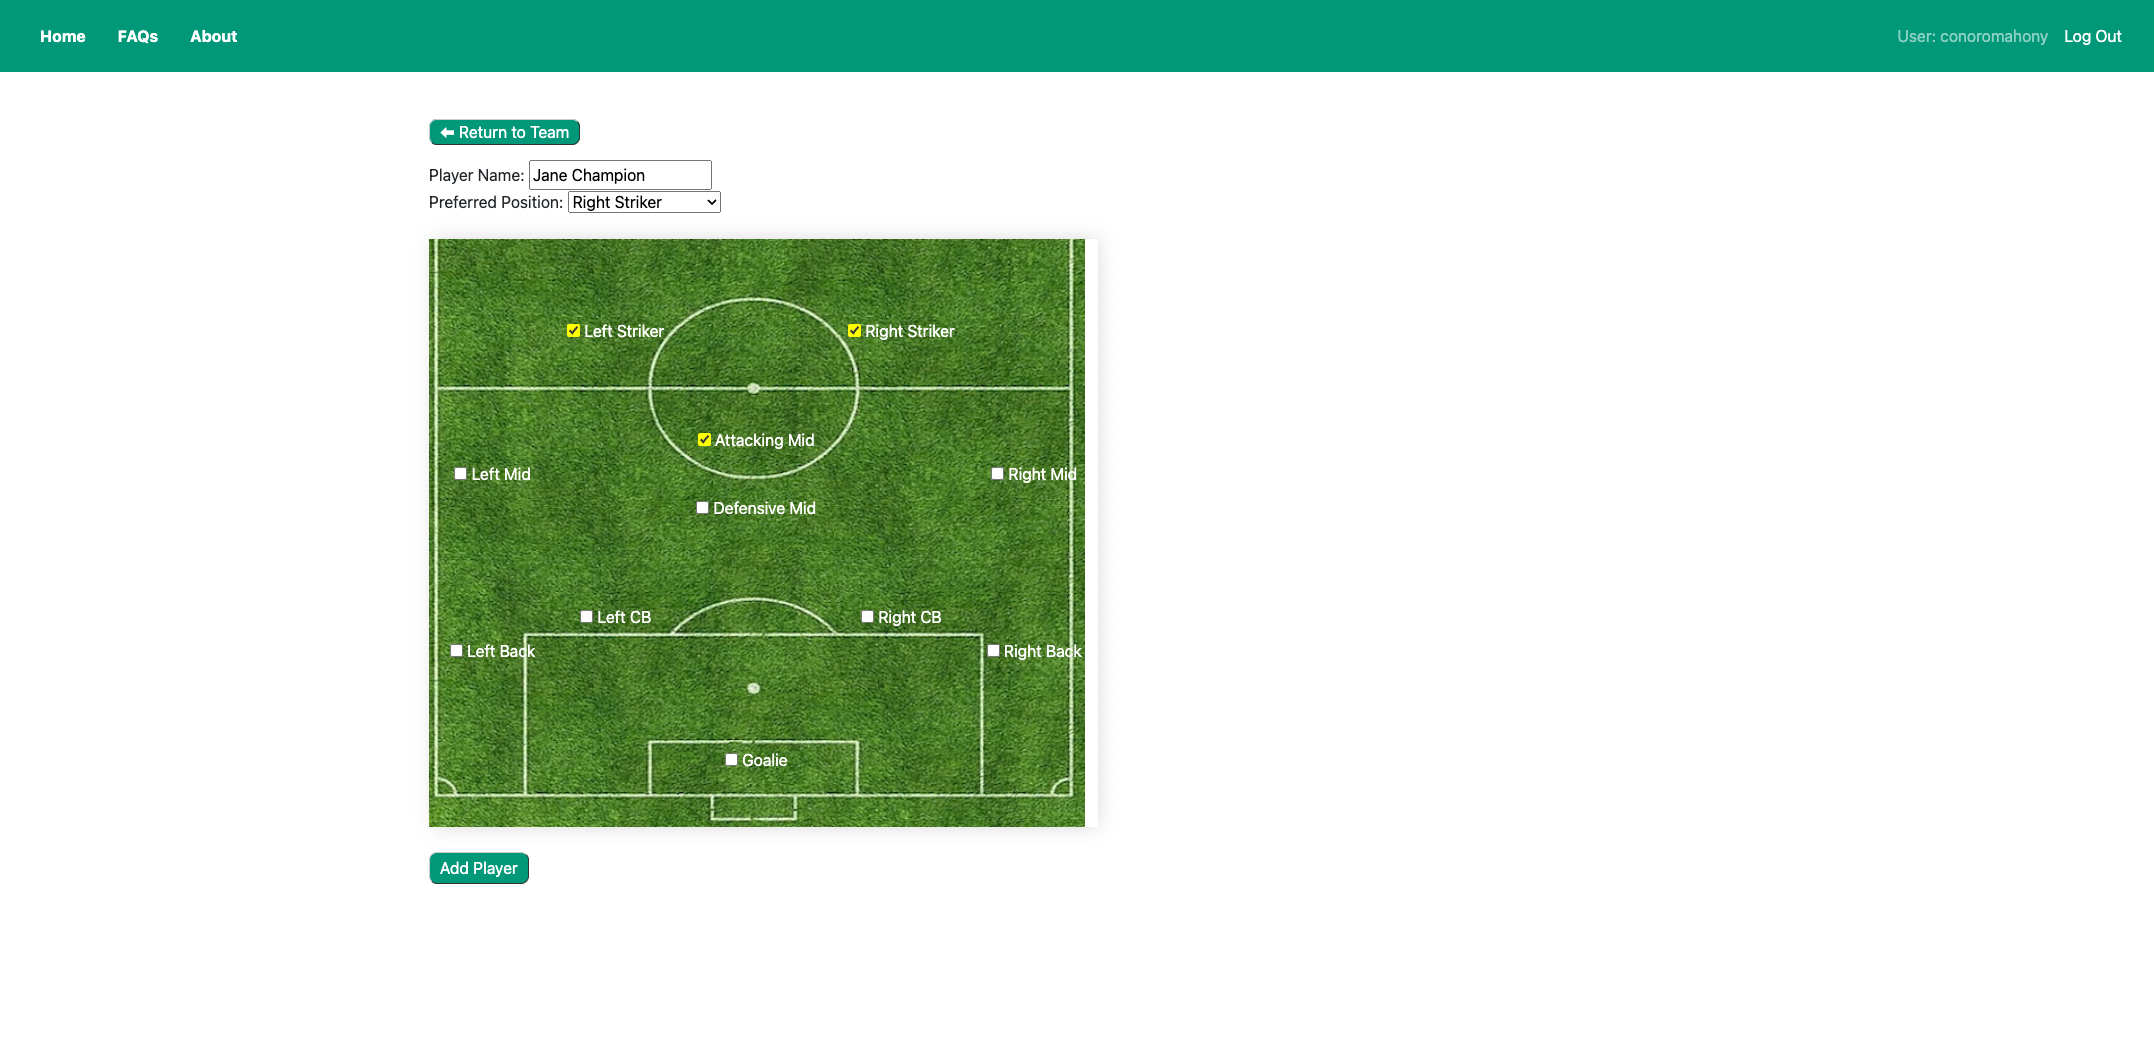 Home FAQs About User: conoromahony Log Out
⬅ Return to Team
Player Name: Jane Champion
Preferred Position: Right Striker
Left Striker Right Striker
Attacking Mid
Left Mid Right Mid
Defensive Mid
Left CB Right CB
Left Back Right Back
Goalie
Add Player